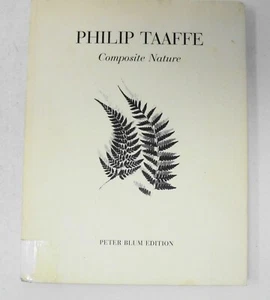 PHILIP TAAFFE
Composite Nature
PETER BLUM EDITION